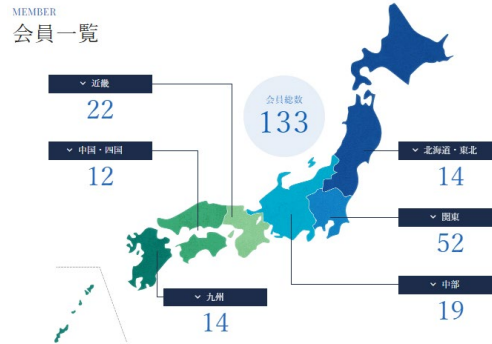 MEMBER
会員一覧
近畿
22
会員総数
133
中国・四国
12
北海道・東北
14
関東
52
中部
19
九州
14